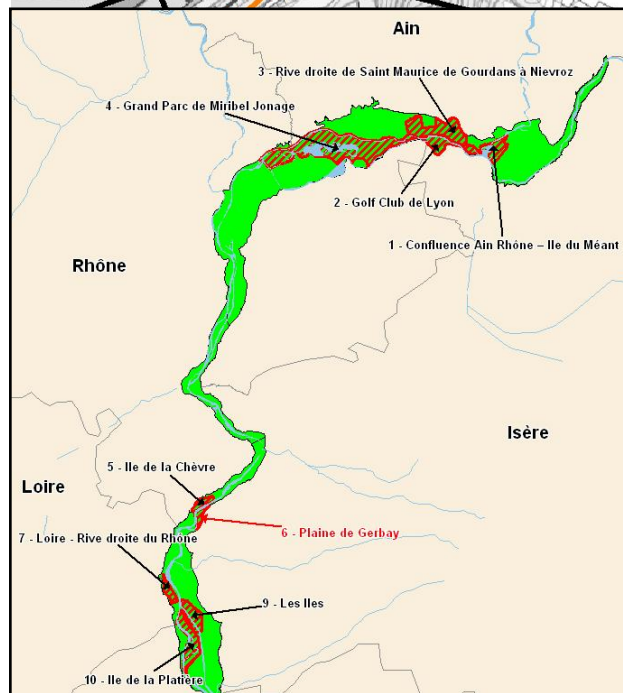 Ain
3 - Rive droite de Saint Maurice de Gourdans à Nievroz
4 - Grand Parc de Miribel Jonage
2 - Golf Club de Lyon
1 - Confluence Ain Rhône – Ile du Méant
Rhône
Isère
5 - Ile de la Chèvre
Loire
6 - Plaine de Gerbay
7 - Loire - Rive droite du Rhône
9 - Les Iles
10 - Ile de la Platière